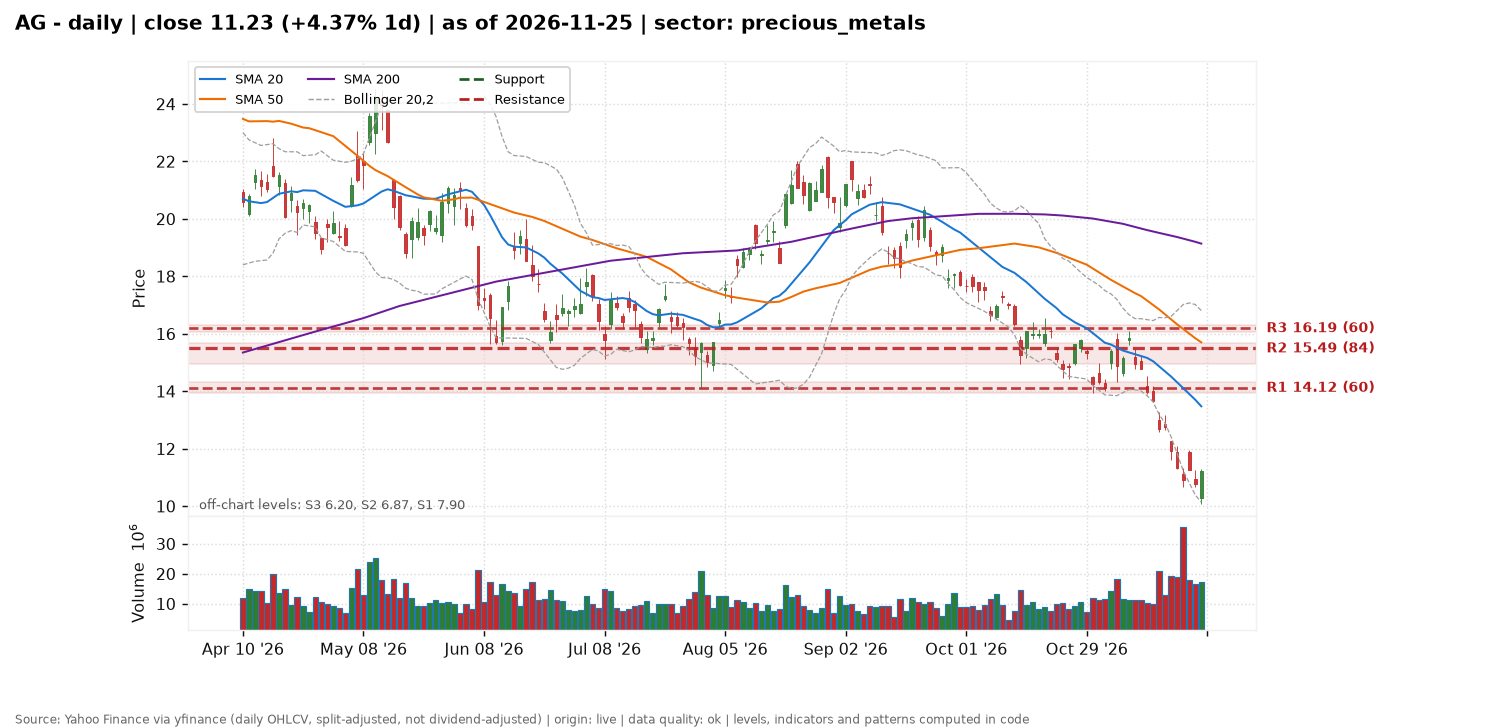 AG - daily | close 11.23 (+4.37% 1d) | as of 2026-11-25 | sector: precious_metals
SMA 20
SMA 50
SMA 200
Bollinger 20,2
Support
Resistance
Price
24
22
20
18
16
14
12
10
R3 16.19 (60)
R2 15.49 (84)
R1 14.12 (60)
off-chart levels: S3 6.20, S2 6.87, S1 7.90
Volume 10⁶
30
20
10
Apr 10 '26
May 08 '26
Jun 08 '26
Jul 08 '26
Aug 05 '26
Sep 02 '26
Oct 01 '26
Oct 29 '26
Source: Yahoo Finance via yfinance (daily OHLCV, split-adjusted, not dividend-adjusted) | origin: live | data quality: ok | levels, indicators and patterns computed in code